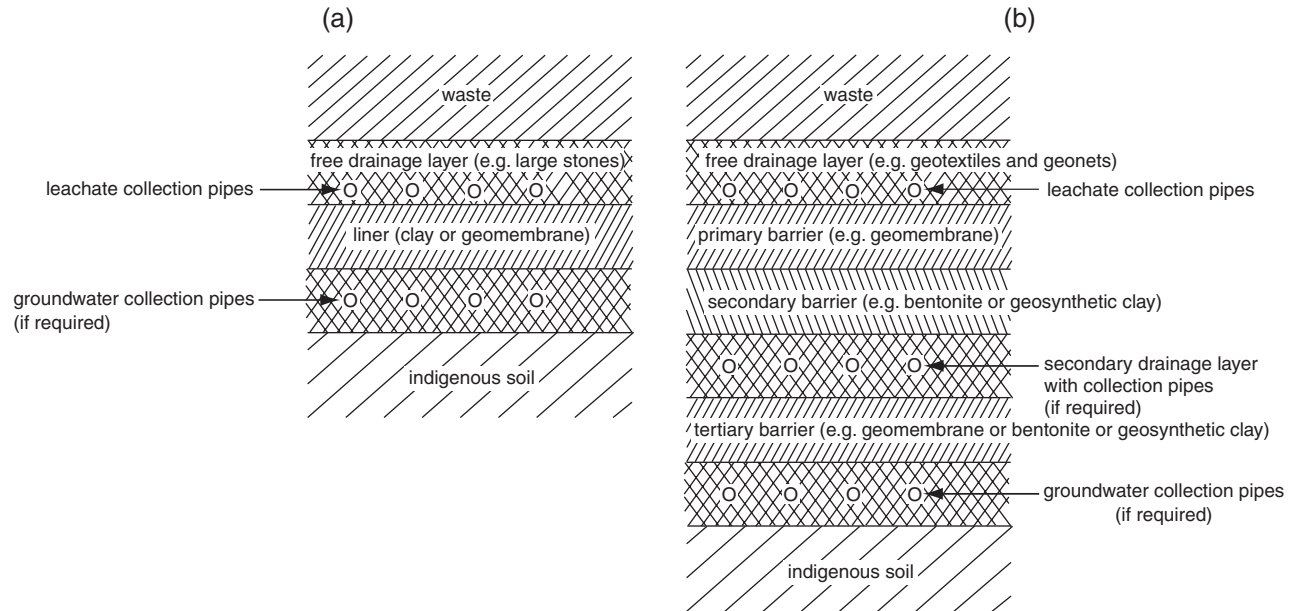 (a)
waste
free drainage layer (e.g. large stones)
leachate collection pipes
O O O O
liner (clay or geomembrane)
groundwater collection pipes
(if required)
O O O O
indigenous soil
(b)
waste
free drainage layer (e.g. geotextiles and geonets)
O O O O
leachate collection pipes
primary barrier (e.g. geomembrane)
secondary barrier (e.g. bentonite or geosynthetic clay)
O O O O
secondary drainage layer
with collection pipes
(if required)
tertiary barrier (e.g. geomembrane or bentonite or geosynthetic clay)
O O O O
groundwater collection pipes
(if required)
indigenous soil